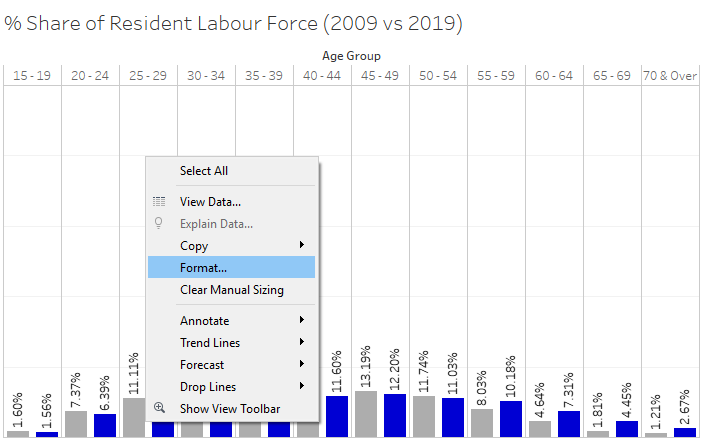 % Share of Resident Labour Force (2009 vs 2019)
Age Group
15 - 19 20 - 24 25 - 29 30 - 34 35 - 39 40 - 44 45 - 49 50 - 54 55 - 59 60 - 64 65 - 69 70 & Over
Select All
View Data...
Explain Data...
Copy
Format...
Clear Manual Sizing
Annotate
Trend Lines
Forecast
Drop Lines
Show View Toolbar
1.60% 1.56% 7.37% 6.39% 11.11% 11.60% 13.19% 12.20% 11.74% 11.03% 8.03% 10.18% 4.64% 7.31% 1.81% 4.45% 1.21% 2.67%